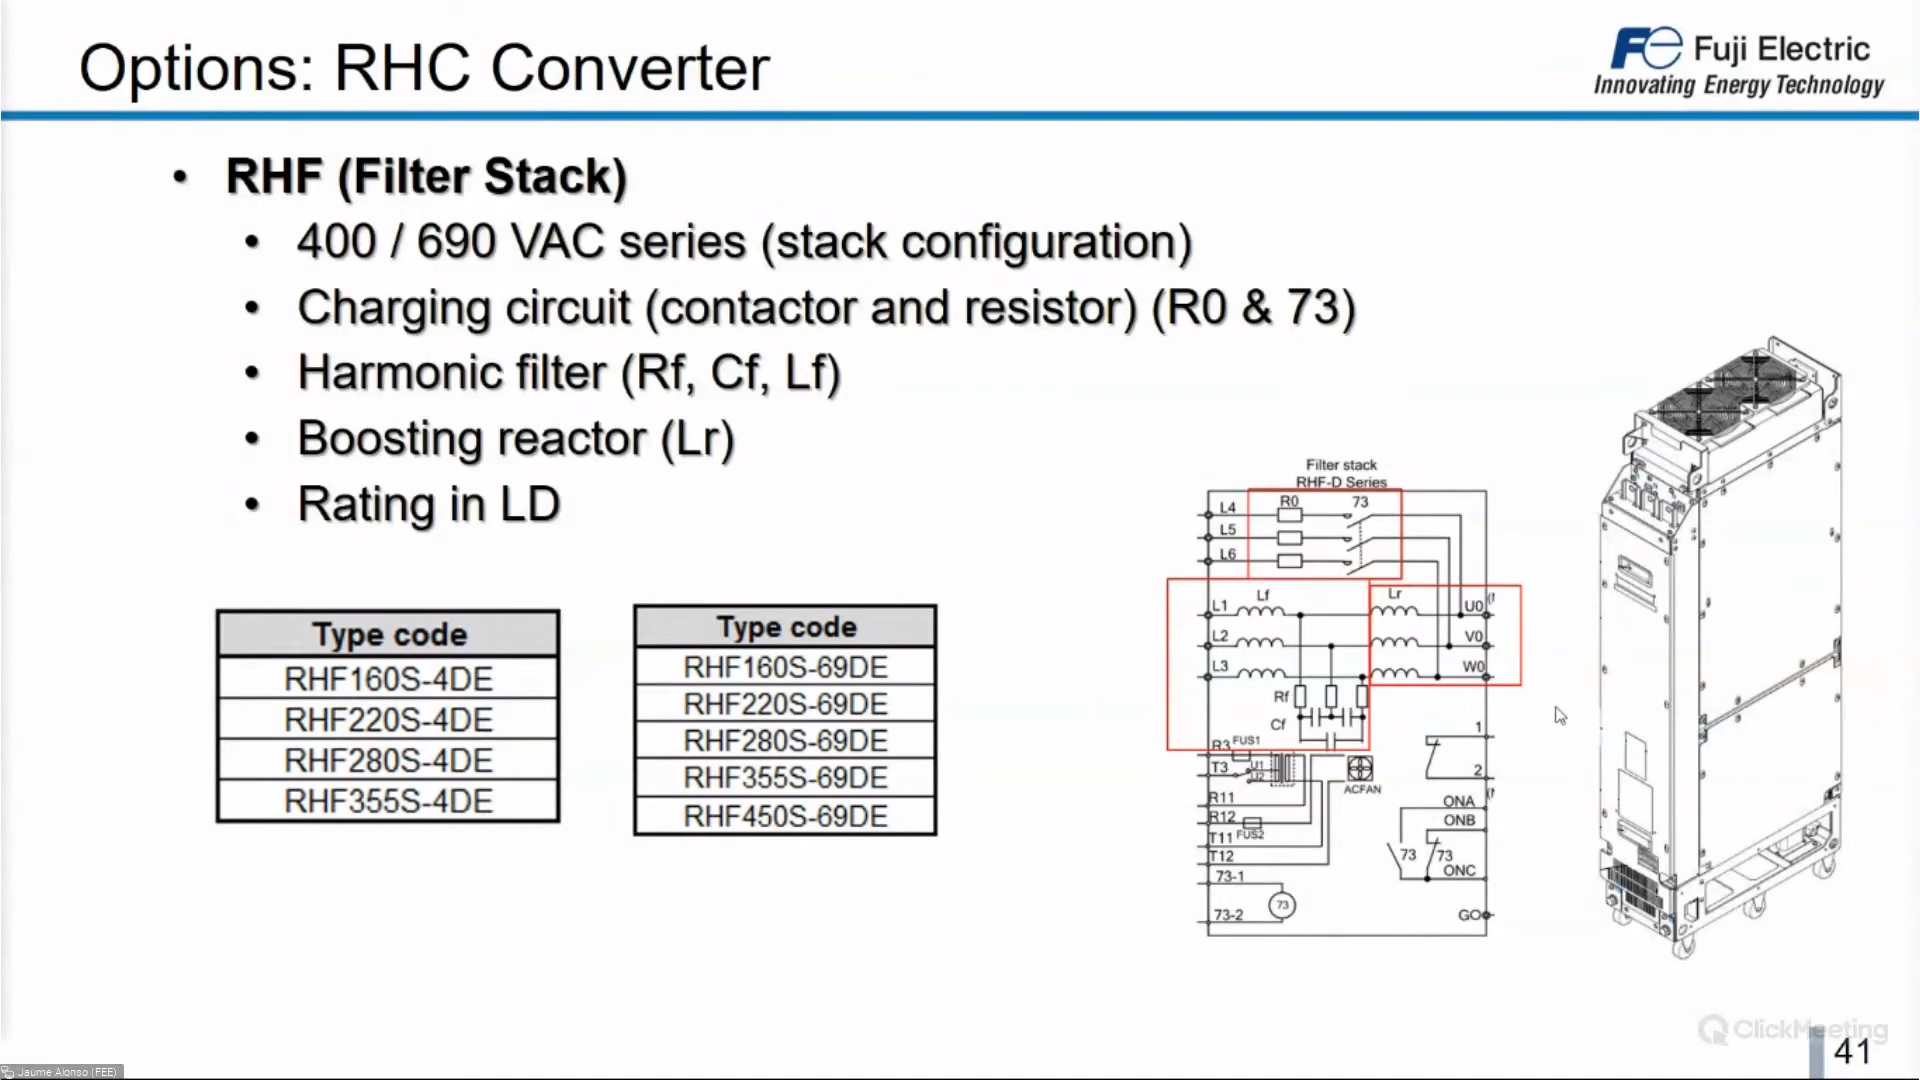 Options: RHC Converter
Fe Fuji Electric
Innovating Energy Technology
• RHF (Filter Stack)
• 400 / 690 VAC series (stack configuration)
• Charging circuit (contactor and resistor) (R0 & 73)
• Harmonic filter (Rf, Cf, Lf)
• Boosting reactor (Lr)
• Rating in LD
Type code
RHF160S-4DE
RHF220S-4DE
RHF280S-4DE
RHF355S-4DE
Type code
RHF160S-69DE
RHF220S-69DE
RHF280S-69DE
RHF355S-69DE
RHF450S-69DE
Filter stack
RHF-D Series
L4 R0 73
L5
L6
Lf Lr
L1 U0
L2 V0
L3 W0
Rf
Cf
R3 FUS1 1
T3 U1
U2 2
ACFAN
R11 ONA
R12 ONB
FUS2
T11
T12 73 73
ONC
73-1
73
73-2 G0
ClickMeeting
41
Jaume Alonso (FEE)